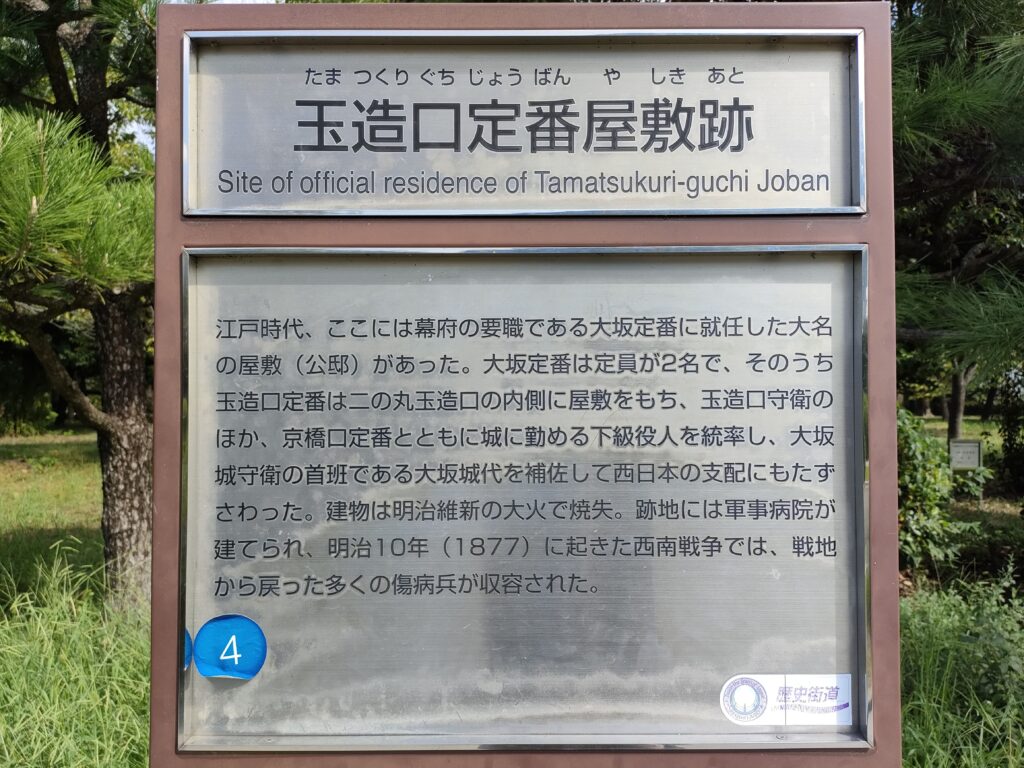 たま つくり ぐち じょう ばん や しき あと
玉造口定番屋敷跡
Site of official residence of Tamatsukuri-guchi Joban
江戸時代、ここには幕府の要職である大坂定番に就任した大名
の屋敷（公邸）があった。大坂定番は定員が2名で、そのうち
玉造口定番は二の丸玉造口の内側に屋敷をもち、玉造口守衛の
ほか、京橋口定番とともに城に勤める下級役人を統率し、大坂
城守衛の首班である大坂城代を補佐して西日本の支配にもたず
さわった。建物は明治維新の大火で焼失。跡地には軍事病院が
建てられ、明治10年（1877）に起きた西南戦争では、戦地
から戻った多くの傷病兵が収容された。
4
歴史街道